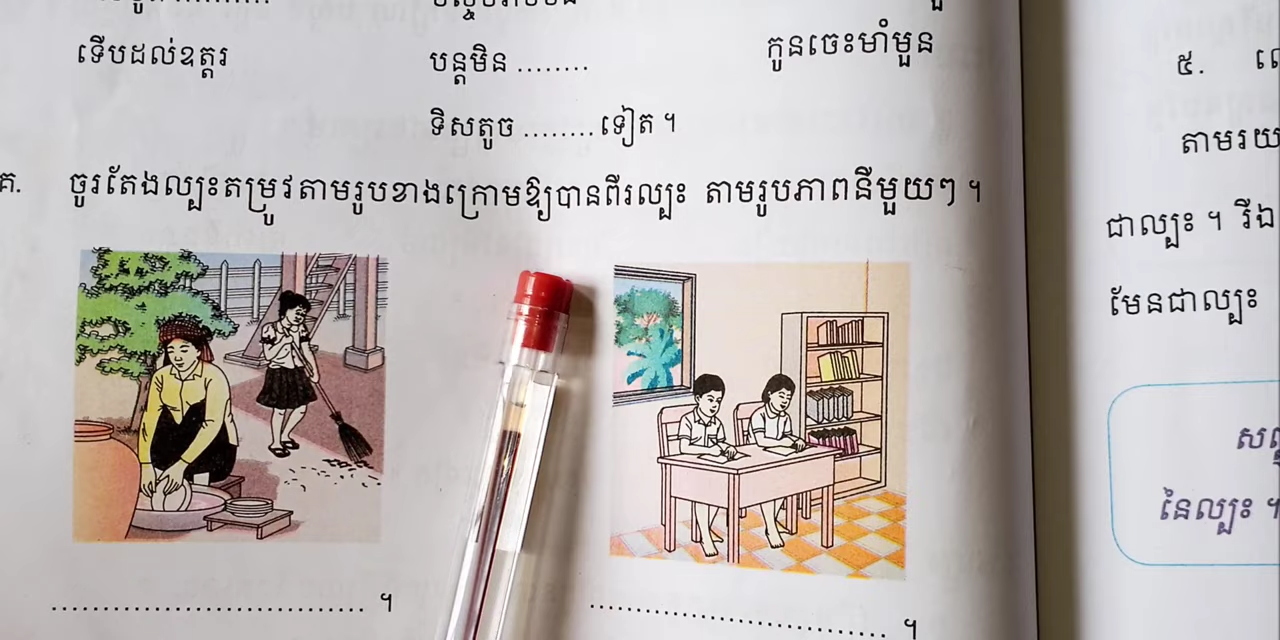 ទើបដល់ឧត្តរ
បន្តមិន ........
កូនចេះមាំមួន
ទិសតូច ........ ទៀត ។
គ. ចូរតែងល្បះតម្រូវតាមរូបខាងក្រោមឱ្យបានពីរល្បះ តាមរូបភាពនីមួយៗ ។
.............................. ។
.............................. ។
៥.
តាមរយ
ជាល្បះ ។ រីឯ
មែនជាល្បះ
នៃល្បះ ។